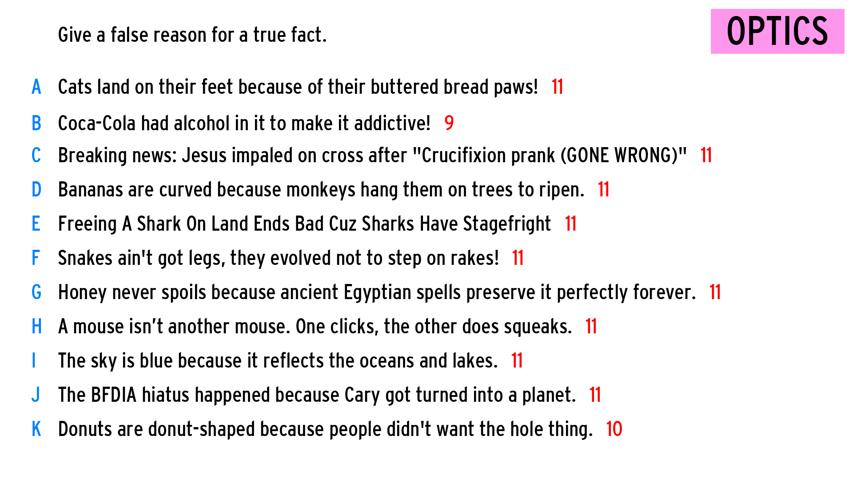 Give a false reason for a true fact.
OPTICS
A Cats land on their feet because of their buttered bread paws! 11
B Coca-Cola had alcohol in it to make it addictive! 9
C Breaking news: Jesus impaled on cross after "Crucifixion prank (GONE WRONG)" 11
D Bananas are curved because monkeys hang them on trees to ripen. 11
E Freeing A Shark On Land Ends Bad Cuz Sharks Have Stagefright 11
F Snakes ain't got legs, they evolved not to step on rakes! 11
G Honey never spoils because ancient Egyptian spells preserve it perfectly forever. 11
H A mouse isn’t another mouse. One clicks, the other does squeaks. 11
I The sky is blue because it reflects the oceans and lakes. 11
J The BFDIA hiatus happened because Cary got turned into a planet. 11
K Donuts are donut-shaped because people didn't want the hole thing. 10